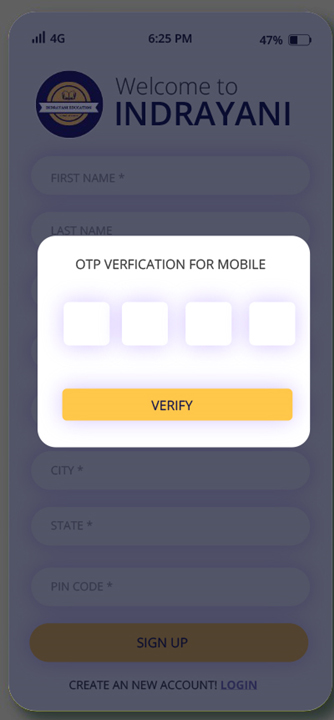 4G 6:25 PM 47%
Welcome to
INDRAYANI
INDRAYANI EDUCATION
FIRST NAME *
LAST NAME
OTP VERFICATION FOR MOBILE
VERIFY
CITY *
STATE *
PIN CODE *
SIGN UP
CREATE AN NEW ACCOUNT! LOGIN